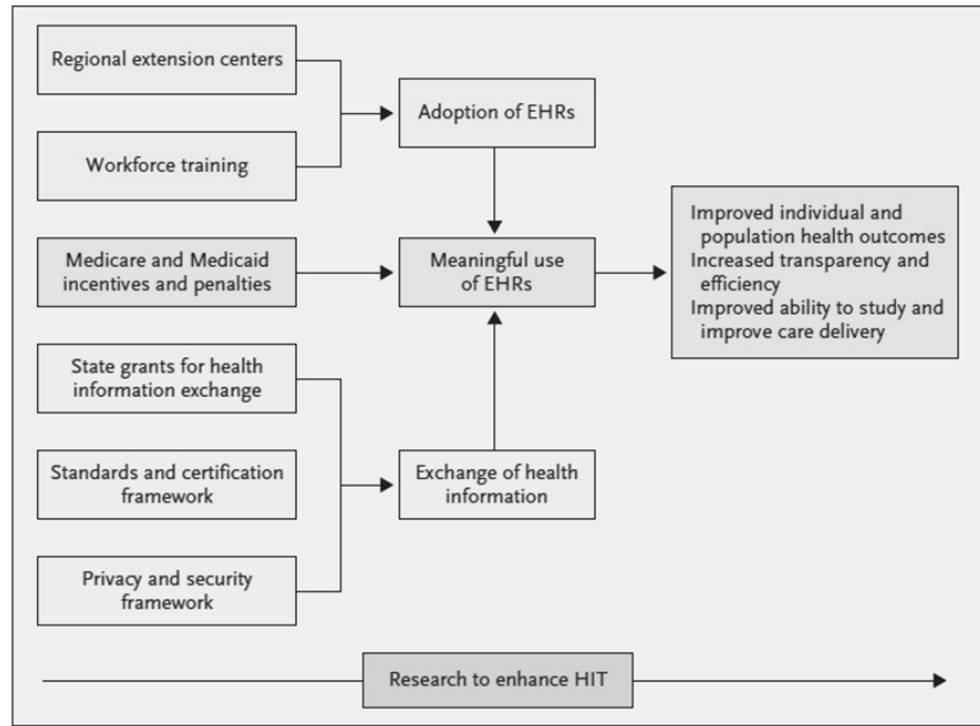 Regional extension centers
Workforce training
Adoption of EHRs
Medicare and Medicaid
incentives and penalties
Meaningful use
of EHRs
Improved individual and
population health outcomes
Increased transparency and
efficiency
Improved ability to study and
improve care delivery
State grants for health
information exchange
Standards and certification
framework
Privacy and security
framework
Exchange of health
information
Research to enhance HIT